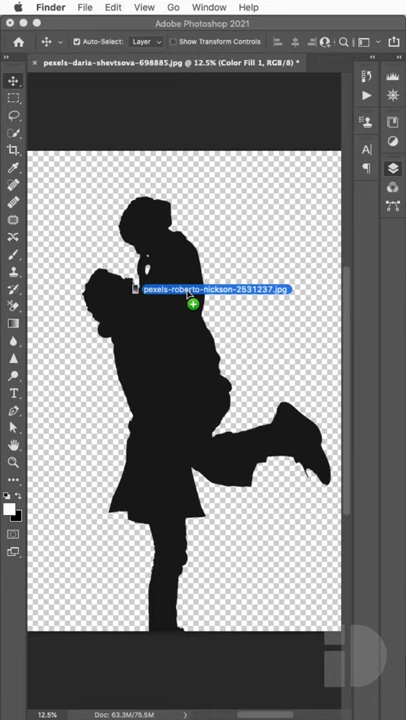 Finder File Edit View Go Window Help
Adobe Photoshop 2021
Auto-Select: Layer Show Transform Controls
pexels-daria-shevtsova-698885.jpg @ 12.5% (Color Fill 1, RGB/8) *
pexels-roberto-nickson-2531237.jpg
12.5% Doc: 63.3M/75.5M